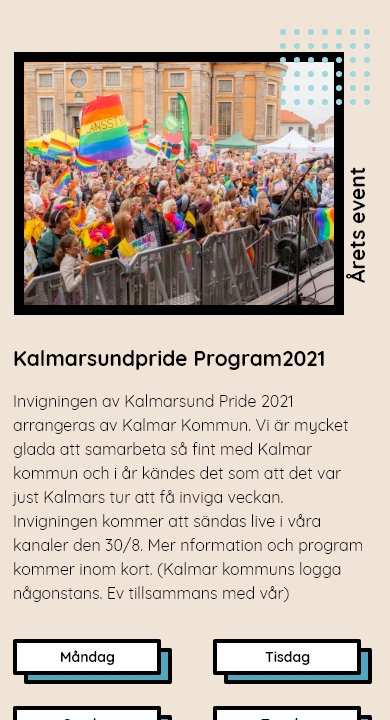 Årets event
Kalmarsundpride Program2021
Invigningen av Kalmarsund Pride 2021
arrangeras av Kalmar Kommun. Vi är mycket
glada att samarbeta så fint med Kalmar
kommun och i år kändes det som att det var
just Kalmars tur att få inviga veckan.
Invigningen kommer att sändas live i våra
kanaler den 30/8. Mer nformation och program
kommer inom kort. (Kalmar kommuns logga
någonstans. Ev tillsammans med vår)
Måndag
Tisdag